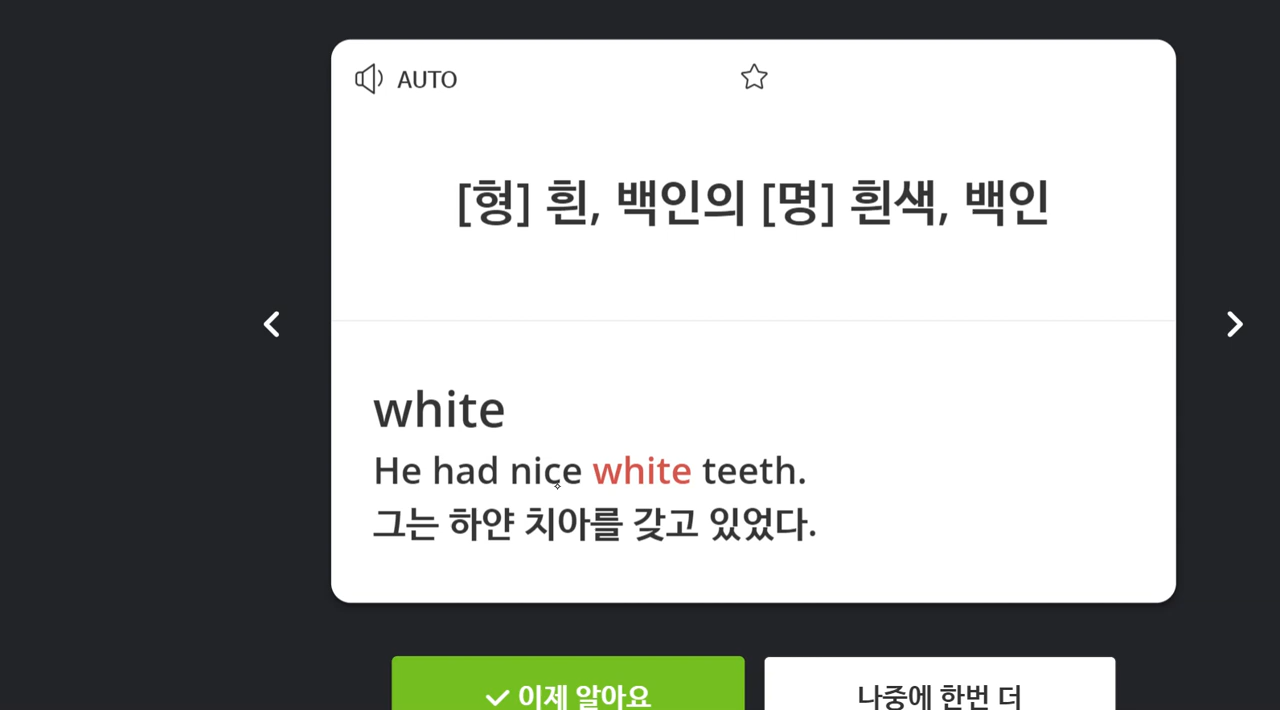 AUTO
[형] 흰, 백인의 [명] 흰색, 백인
white
He had nice white teeth.
그는 하얀 치아를 갖고 있었다.
이제 알아요
나중에 한번 더